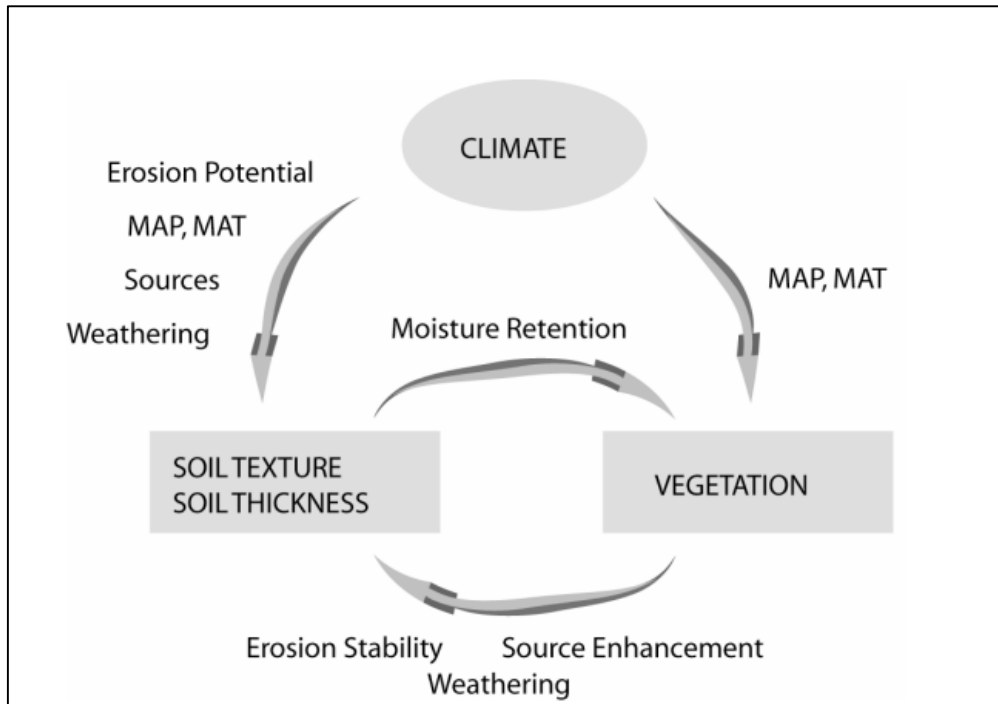 CLIMATE
Erosion Potential
MAP, MAT
Sources
Weathering
MAP, MAT
Moisture Retention
SOIL TEXTURE
SOIL THICKNESS
VEGETATION
Erosion Stability
Source Enhancement
Weathering